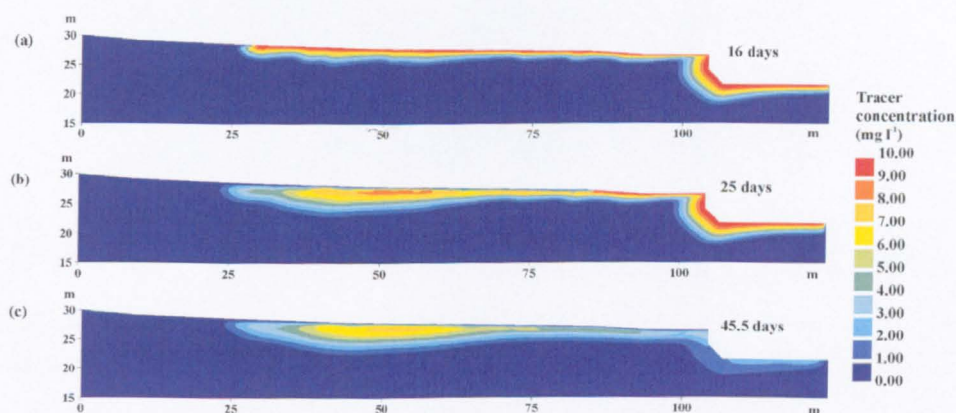 m
(a)
30
25
20
15
0
25
50
75
100
m
16 days
m
(b)
30
25
20
15
0
25
50
75
100
m
25 days
m
(c)
30
25
20
15
0
25
50
75
100
m
45.5 days
Tracer
concentration
(mg l⁻¹)
10.00
9.00
8.00
7.00
6.00
5.00
4.00
3.00
2.00
1.00
0.00